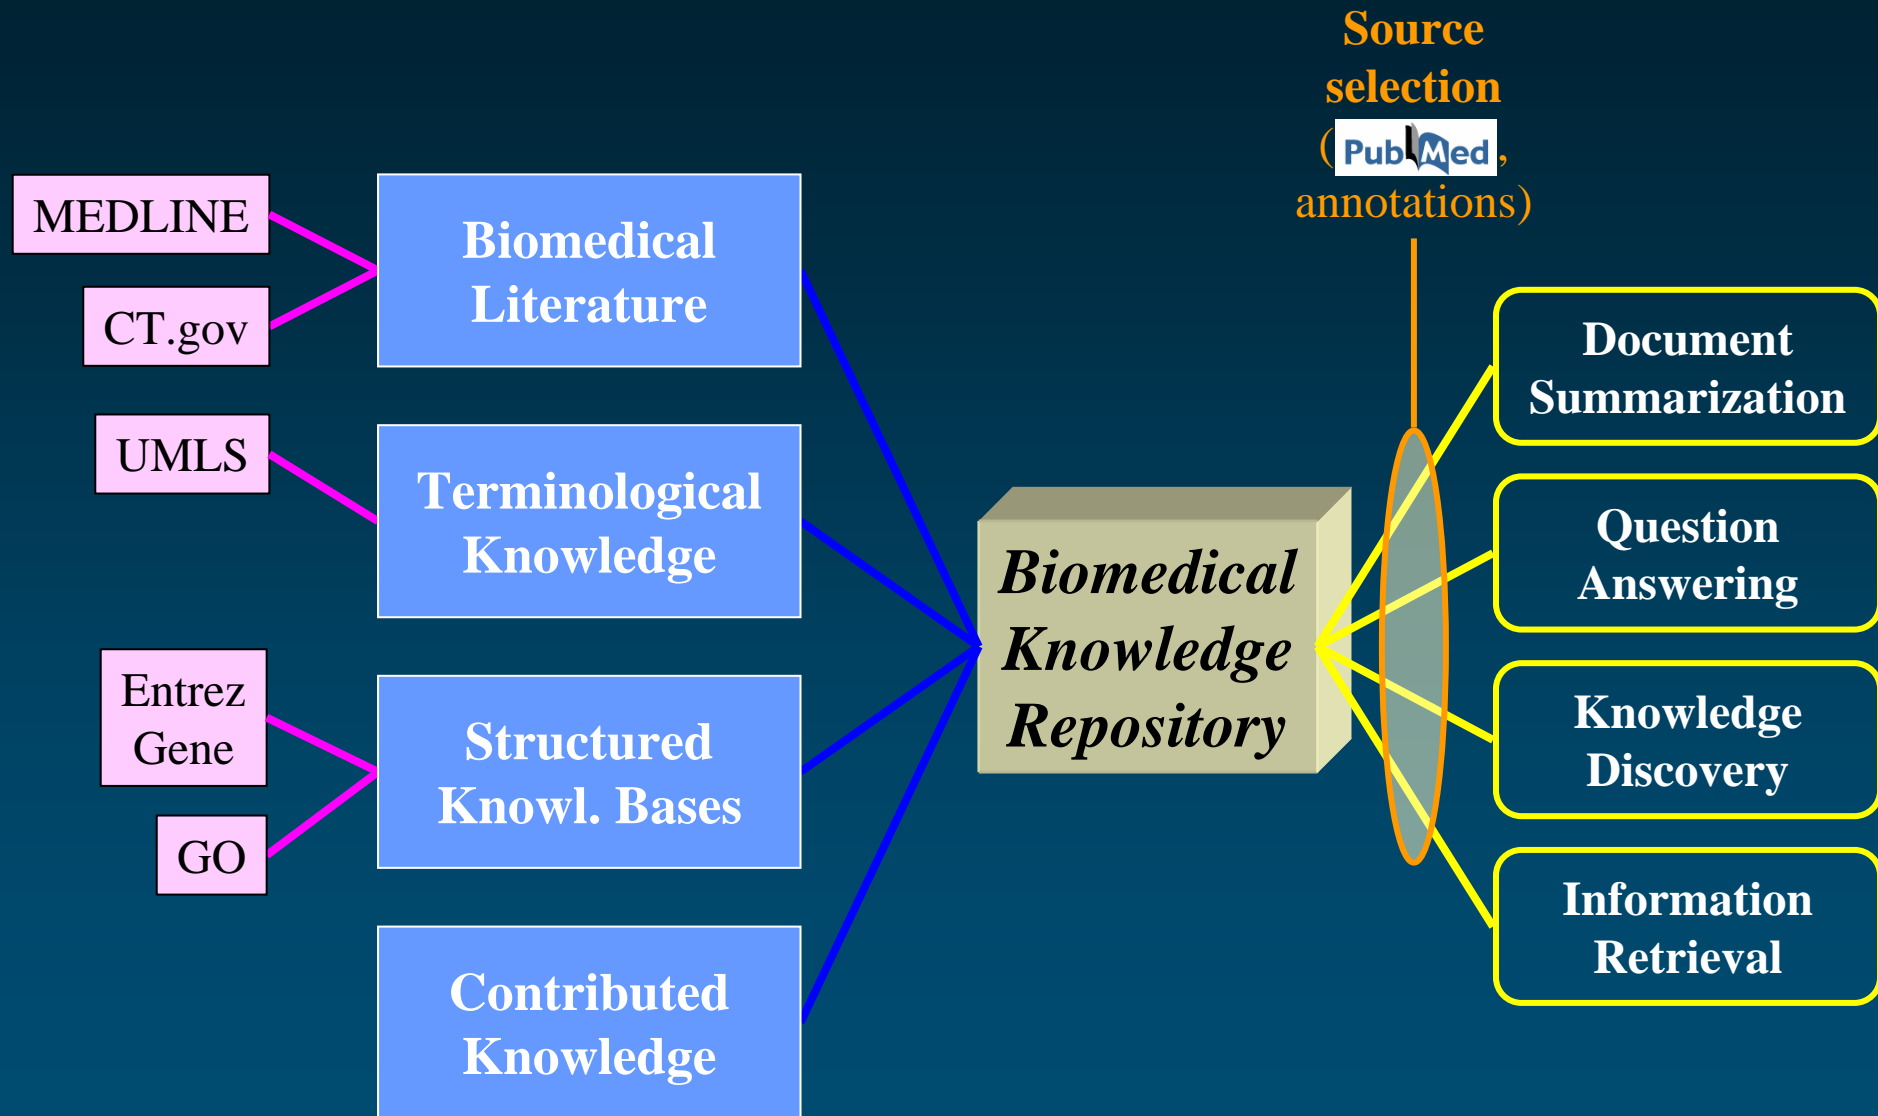 Source
selection
(PubMed,
annotations)
MEDLINE
CT.gov
UMLS
Entrez
Gene
GO
Biomedical
Literature
Terminological
Knowledge
Structured
Knowl. Bases
Contributed
Knowledge
Biomedical
Knowledge
Repository
Document
Summarization
Question
Answering
Knowledge
Discovery
Information
Retrieval